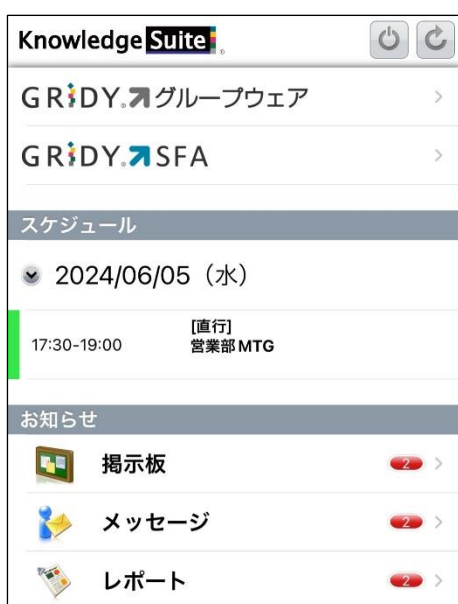 Knowledge Suite
GRiDY. グループウェア
GRiDY. SFA
スケジュール
2024/06/05（水）
[直行]
17:30-19:00 営業部MTG
お知らせ
掲示板 2
メッセージ 2
レポート 2